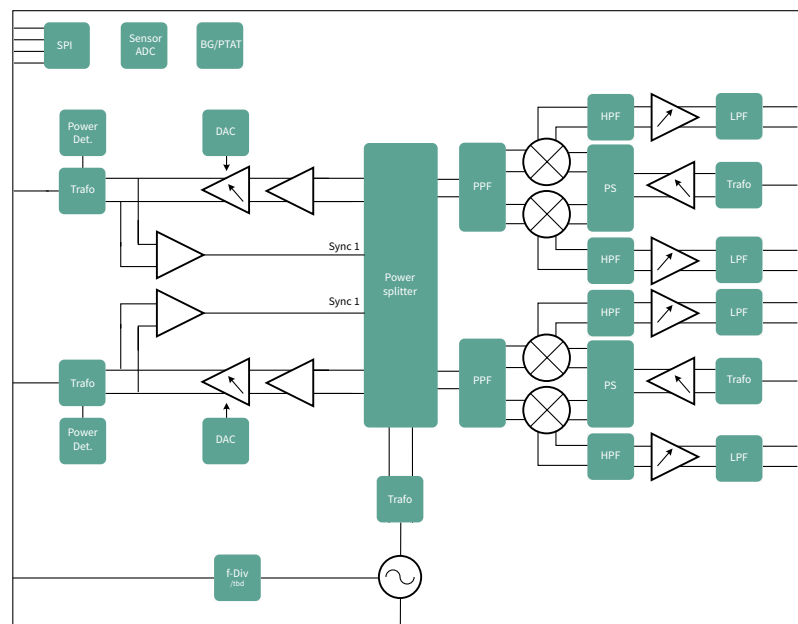 SPI
Sensor
ADC
BG/PTAT
Power
Det.
DAC
HPF
LPF
Trafo
PPF
PS
Trafo
Sync 1
HPF
LPF
Power
splitter
Sync 1
HPF
LPF
Trafo
PPF
PS
Trafo
Power
Det.
DAC
HPF
LPF
Trafo
f-Div
/tbd